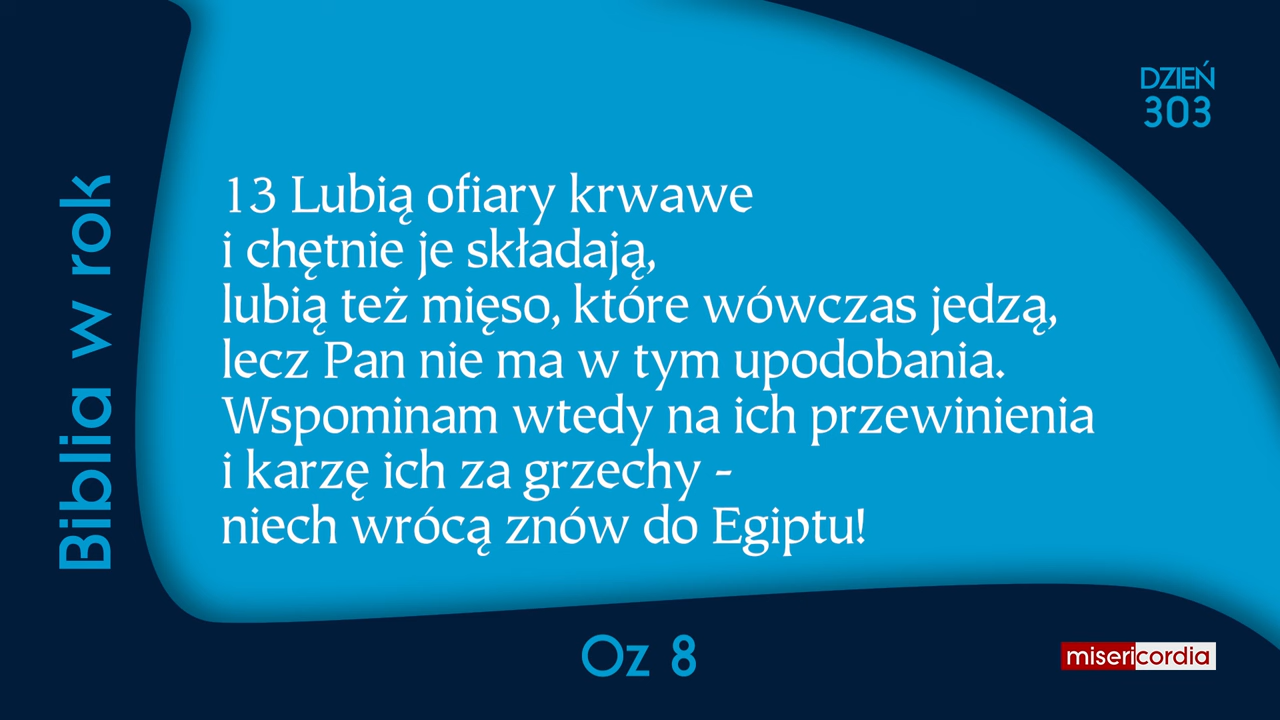 DZIEŃ
303
Biblia w rok
13 Lubią ofiary krwawe
i chętnie je składają,
lubią też mięso, które wówczas jedzą,
lecz Pan nie ma w tym upodobania.
Wspominam wtedy na ich przewinienia
i karzę ich za grzechy -
niech wrócą znów do Egiptu!
Oz 8
misericordia